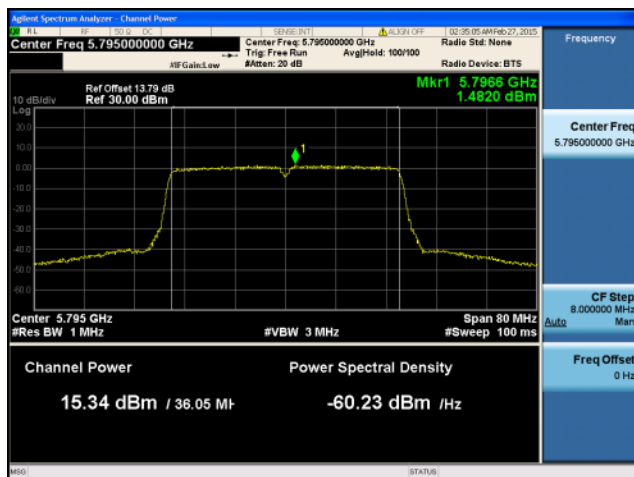 Agilent Spectrum Analyzer - Channel Power
RL RF 50 Ω DC SENSE:INT ALIGN OFF 02:35:05 AM Feb 27, 2015
Center Freq 5.795000000 GHz Center Freq: 5.795000000 GHz Radio Std: None Frequency
Trig: Free Run Avg|Hold: 100/100
#IFGain:Low #Atten: 20 dB Radio Device: BTS
Mkr1 5.7966 GHz
Ref Offset 13.79 dB
10 dB/div Ref 30.00 dBm 1.4820 dBm
Log
20.0
10.0
0.00
-10.0
-20.0
-30.0
-40.0
-50.0
-60.0
1
Center Freq
5.795000000 GHz
Center 5.795 GHz Span 80 MHz
#Res BW 1 MHz #VBW 3 MHz #Sweep 100 ms
CF Step
8.000000 MHz
Auto Man
Channel Power Power Spectral Density
Freq Offset
0 Hz
15.34 dBm / 36.05 MH -60.23 dBm /Hz
MSG STATUS